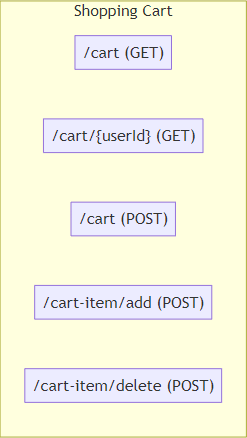 Shopping Cart
/cart (GET)
/cart/{userId} (GET)
/cart (POST)
/cart-item/add (POST)
/cart-item/delete (POST)